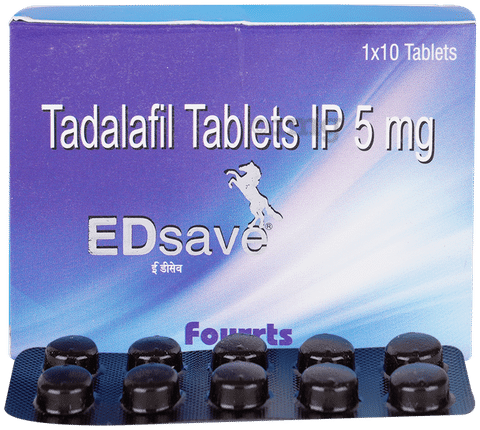 1x10 Tablets
Tadalafil Tablets IP 5 mg
EDsave®
ई डीसेव
Fourrts